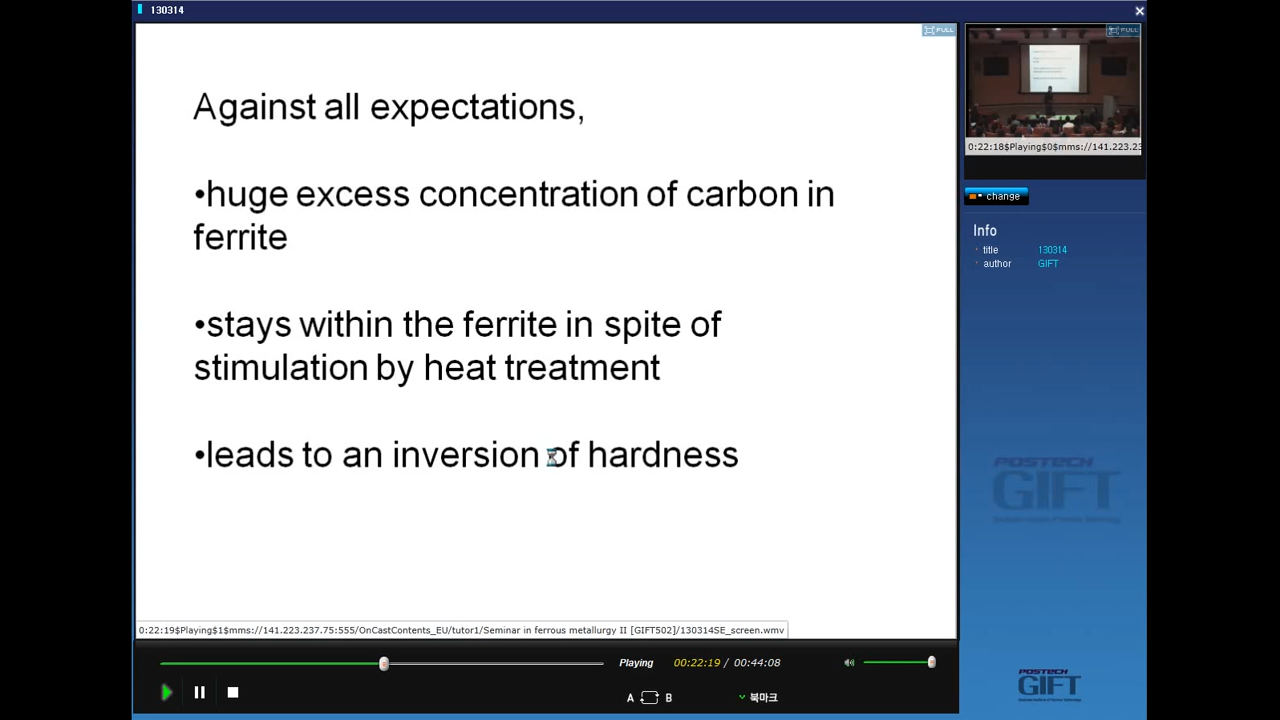 130314
FULL
Against all expectations,
•huge excess concentration of carbon in
ferrite
•stays within the ferrite in spite of
stimulation by heat treatment
•leads to an inversion of hardness
0:22:19$Playing$1$mms://141.223.237.75:555/OnCastContents_EU/tutor1/Seminar in ferrous metallurgy II [GIFT502]/130314SE_screen.wmv
Playing 00:22:19 / 00:44:08
A B 북마크
FULL
0:22:18$Playing$0$mms://141.223.23
change
Info
title 130314
author GIFT
POSTECH
GIFT
POSTECH
GIFT